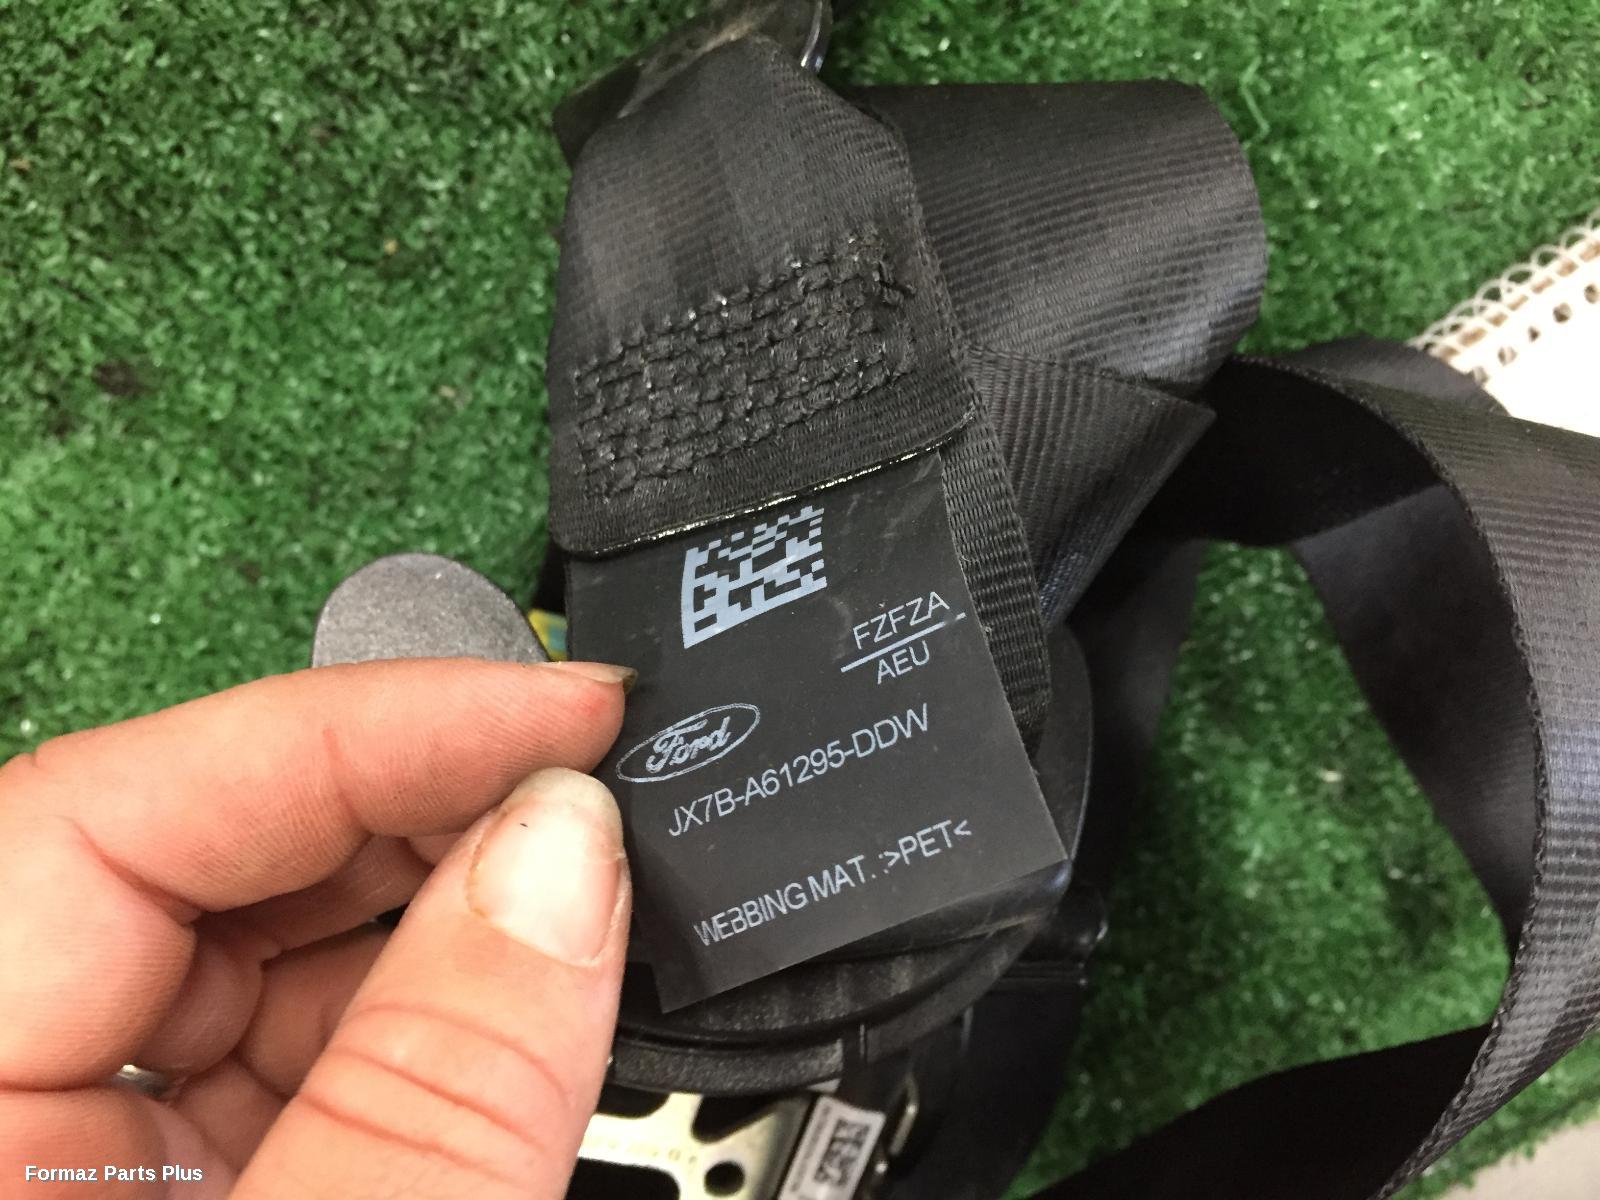 FZFZA
AEU
Ford
JX7B-A61295-DDW
WEBBING MAT. :>PET<
Formaz Parts Plus